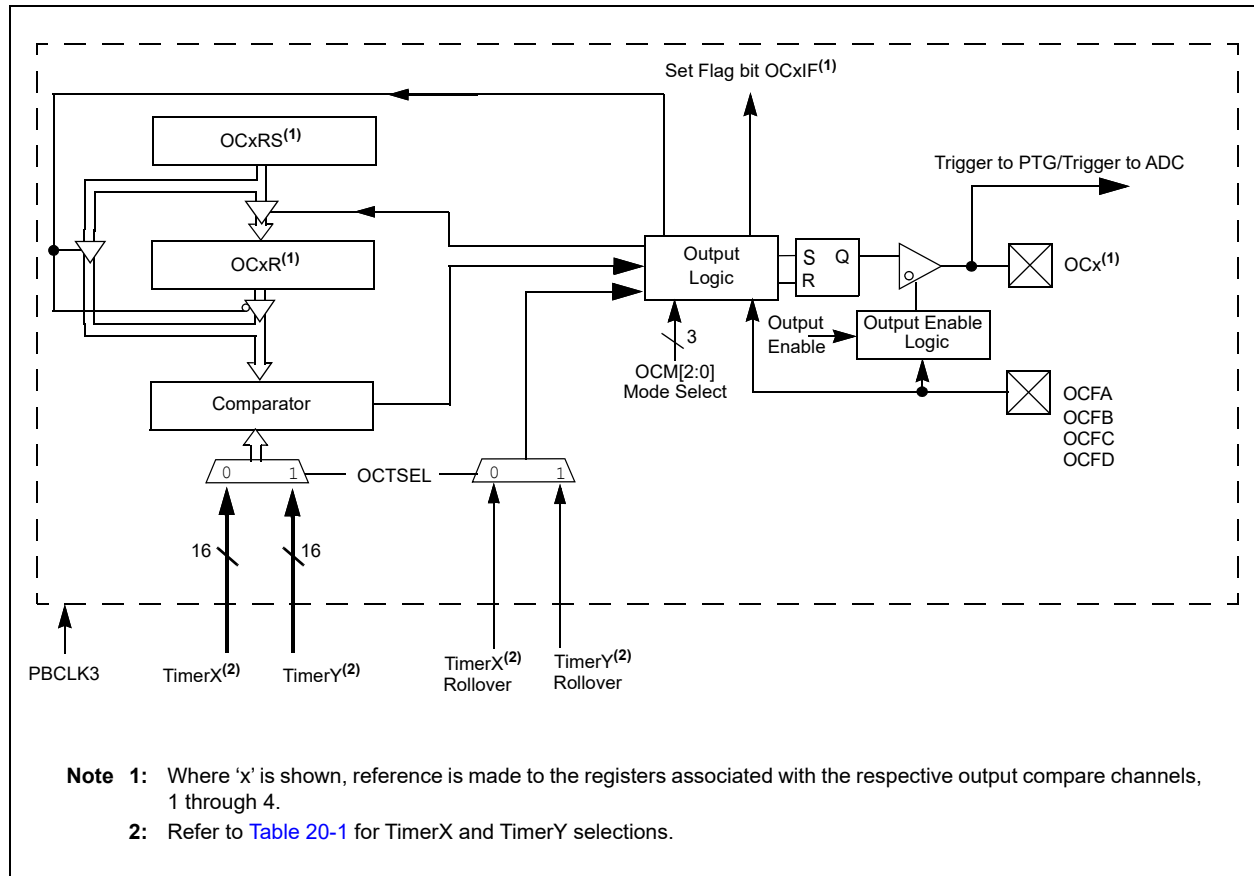 Set Flag bit OCxIF(1)
OCxRS(1)
Trigger to PTG/Trigger to ADC
OCxR(1)
Output
Logic
S Q
R
OCx(1)
Output
Enable
Output Enable
Logic
3
OCM[2:0]
Mode Select
Comparator
OCFA
OCFB
OCFC
OCFD
0 1
OCTSEL
0 1
16
16
PBCLK3
TimerX(2)
TimerY(2)
TimerX(2)
Rollover
TimerY(2)
Rollover
Note 1: Where ‘x’ is shown, reference is made to the registers associated with the respective output compare channels,
1 through 4.
2: Refer to Table 20-1 for TimerX and TimerY selections.